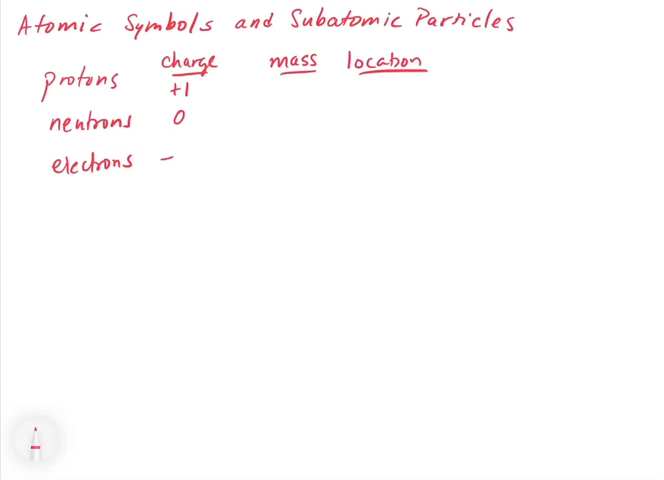 Atomic Symbols and Subatomic Particles
charge mass location
protons +1
neutrons 0
electrons -